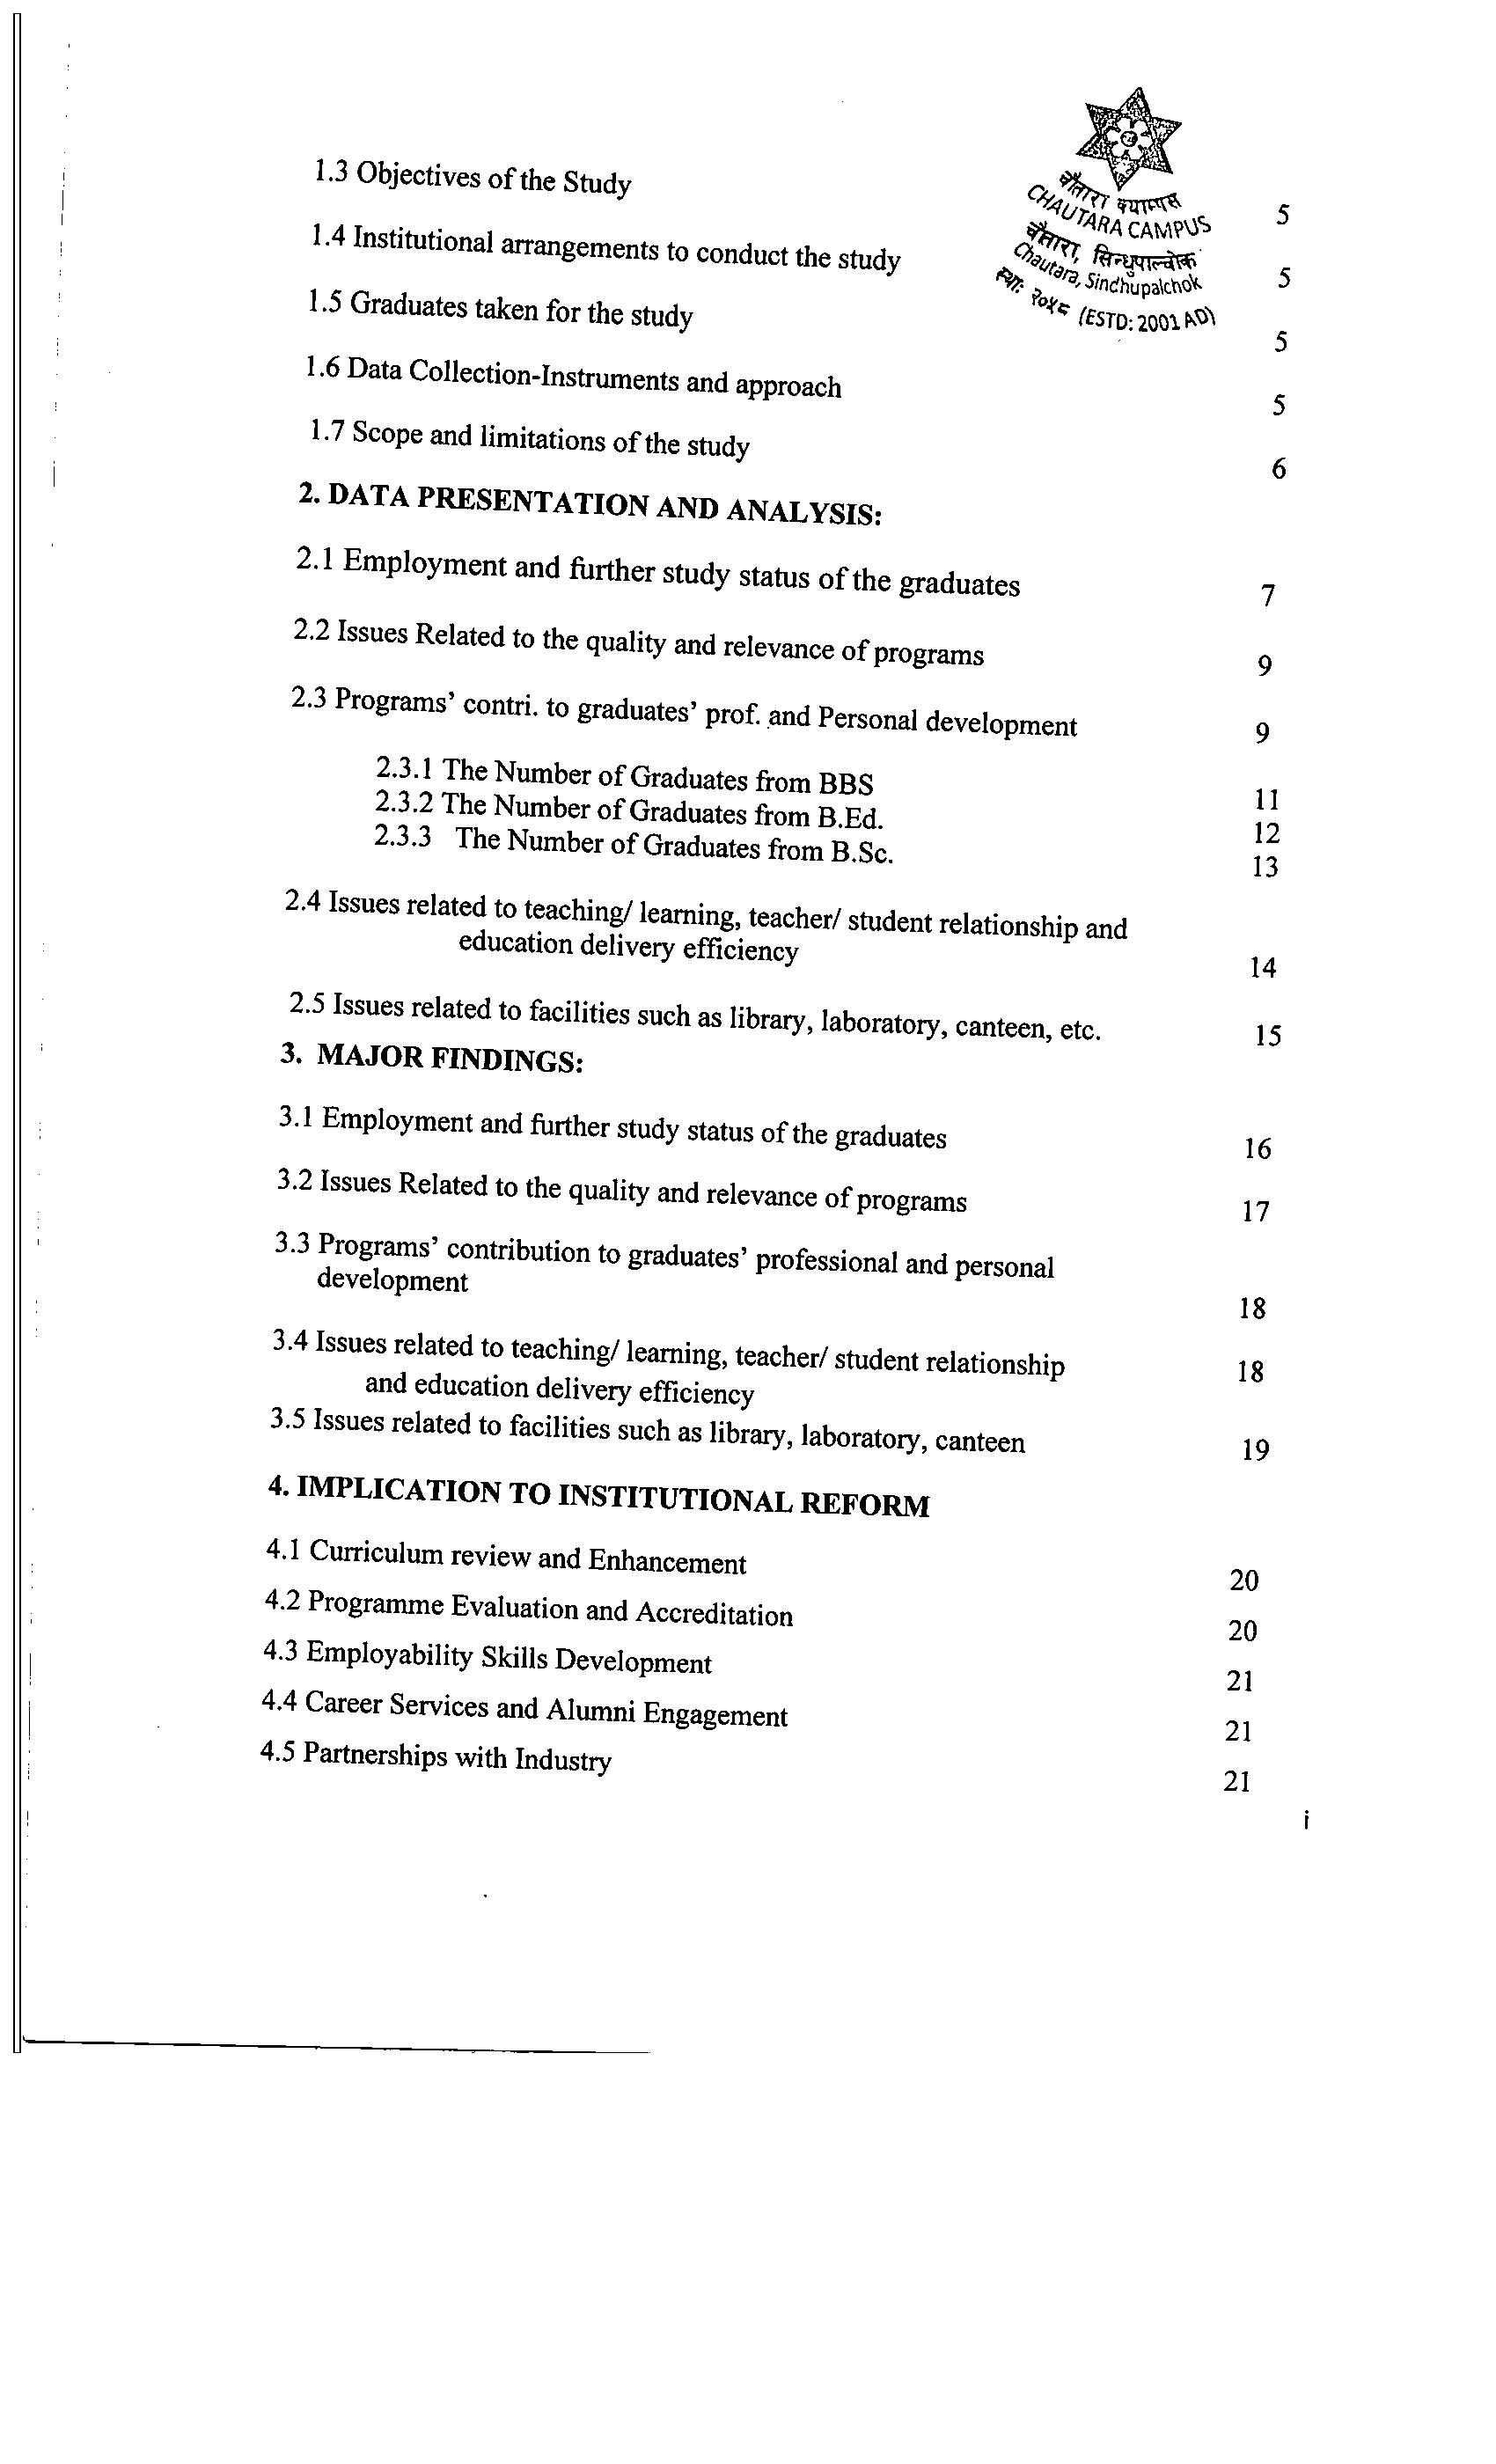 चौतारा क्याम्पस
CHAUTARA CAMPUS
चौतारा, सिन्धुपाल्चोक
Chautara, Sindhupalchok
स्था: २०५८ (ESTD: 2001 AD)
1.3 Objectives of the Study 5
1.4 Institutional arrangements to conduct the study 5
1.5 Graduates taken for the study 5
1.6 Data Collection-Instruments and approach 5
1.7 Scope and limitations of the study 6
2. DATA PRESENTATION AND ANALYSIS:
2.1 Employment and further study status of the graduates 7
2.2 Issues Related to the quality and relevance of programs 9
2.3 Programs’ contri. to graduates’ prof. and Personal development 9
2.3.1 The Number of Graduates from BBS 11
2.3.2 The Number of Graduates from B.Ed. 12
2.3.3 The Number of Graduates from B.Sc. 13
2.4 Issues related to teaching/ learning, teacher/ student relationship and
education delivery efficiency 14
2.5 Issues related to facilities such as library, laboratory, canteen, etc. 15
3. MAJOR FINDINGS:
3.1 Employment and further study status of the graduates 16
3.2 Issues Related to the quality and relevance of programs 17
3.3 Programs’ contribution to graduates’ professional and personal
development 18
3.4 Issues related to teaching/ learning, teacher/ student relationship 18
and education delivery efficiency
3.5 Issues related to facilities such as library, laboratory, canteen 19
4. IMPLICATION TO INSTITUTIONAL REFORM
4.1 Curriculum review and Enhancement 20
4.2 Programme Evaluation and Accreditation 20
4.3 Employability Skills Development 21
4.4 Career Services and Alumni Engagement 21
4.5 Partnerships with Industry 21
i